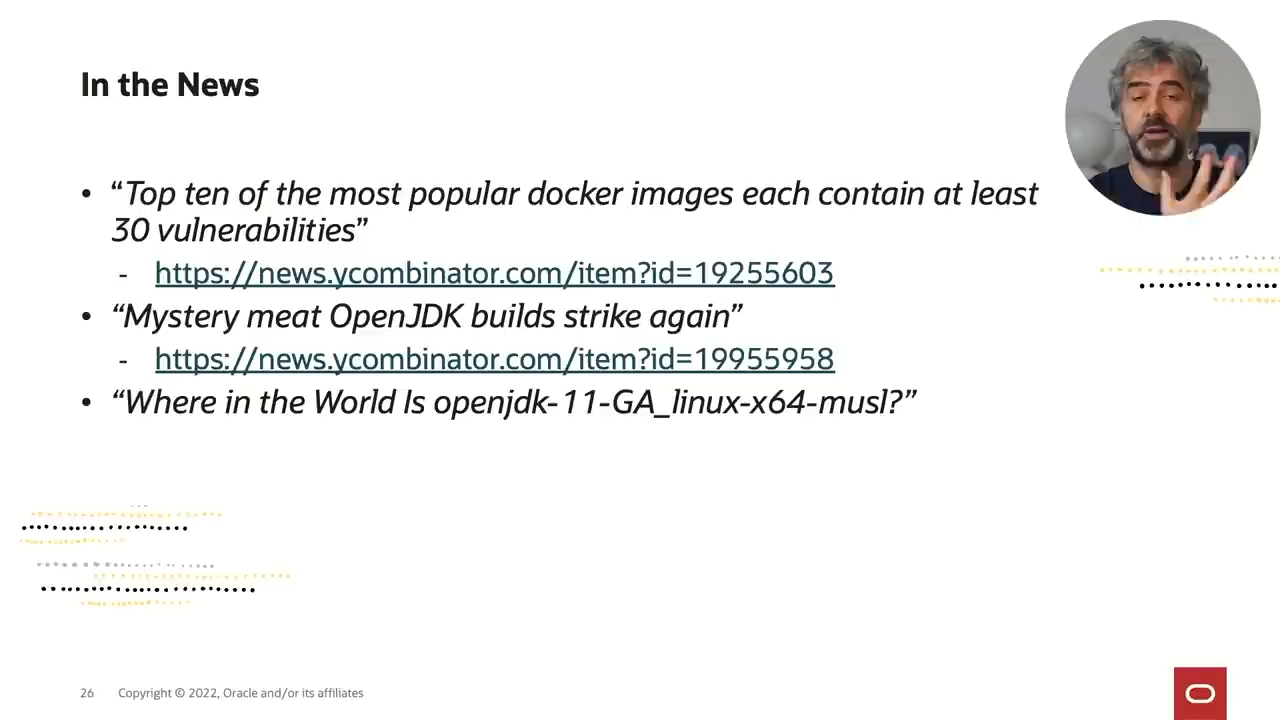 In the News
• “Top ten of the most popular docker images each contain at least
30 vulnerabilities”
- https://news.ycombinator.com/item?id=19255603
• “Mystery meat OpenJDK builds strike again”
- https://news.ycombinator.com/item?id=19955958
• “Where in the World Is openjdk-11-GA_linux-x64-musl?”
26 Copyright © 2022, Oracle and/or its affiliates